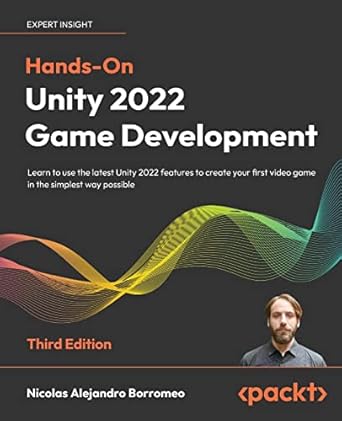 EXPERT INSIGHT
Hands-On
Unity 2022
Game Development
Learn to use the latest Unity 2022 features to create your first video game
in the simplest way possible
Third Edition
Nicolas Alejandro Borromeo
<packt>